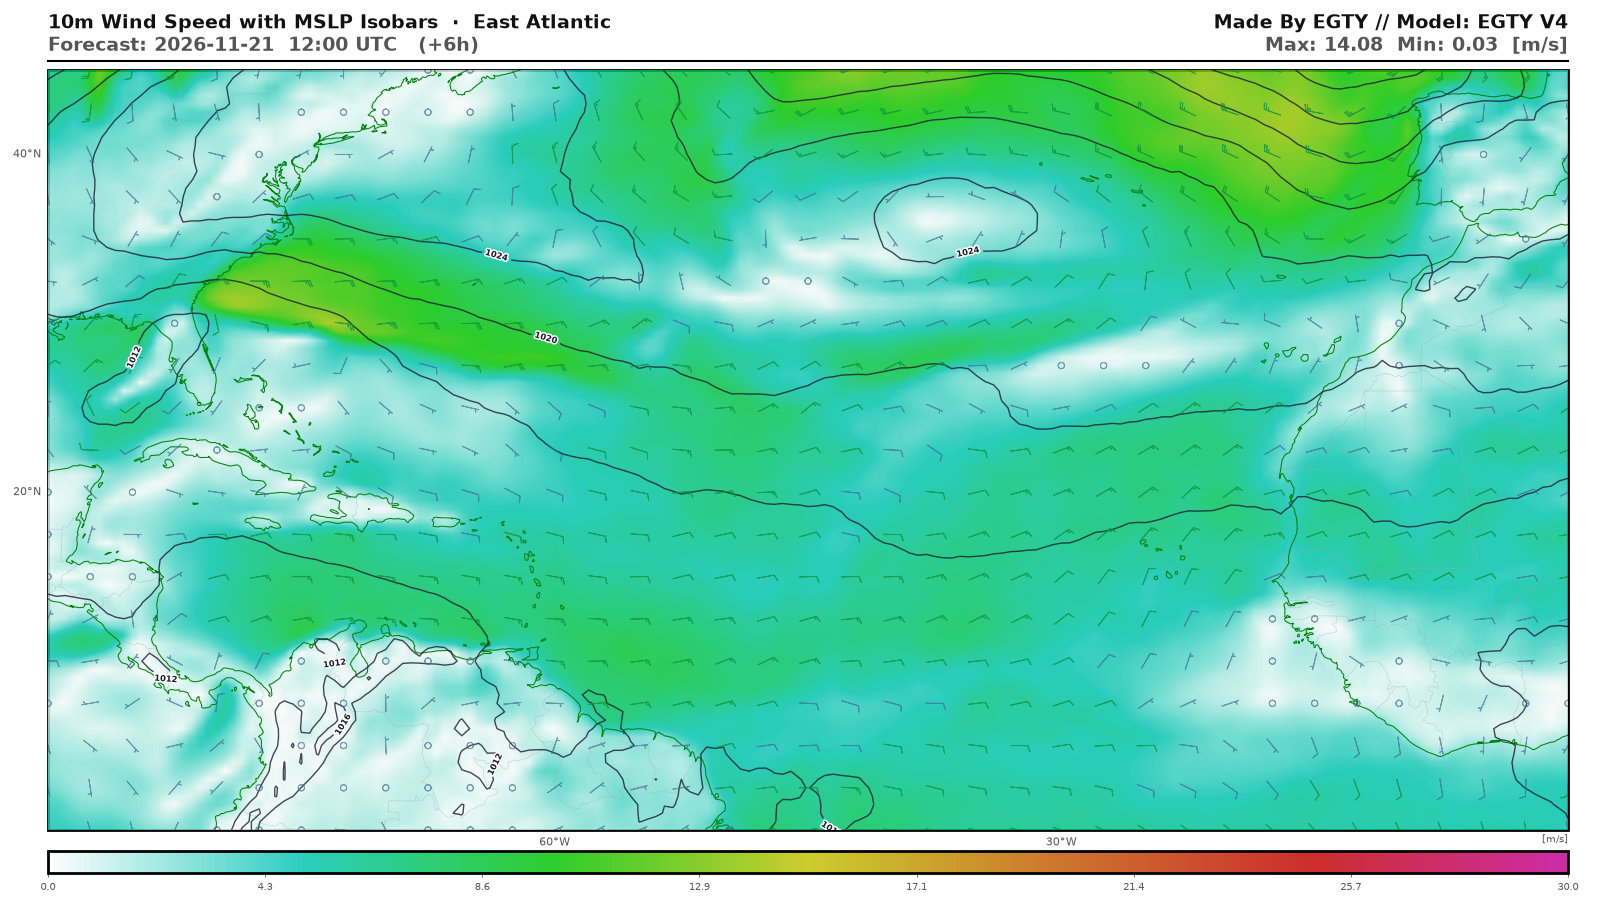 10m Wind Speed with MSLP Isobars · East Atlantic
Made By EGTY // Model: EGTY V4
Forecast: 2026-11-21 12:00 UTC (+6h)
Max: 14.08 Min: 0.03 [m/s]
40°N
1024
1024
1020
1012
20°N
1012
1012
1016
1012
60°W
30°W
[m/s]
0.0 4.3 8.6 12.9 17.1 21.4 25.7 30.0